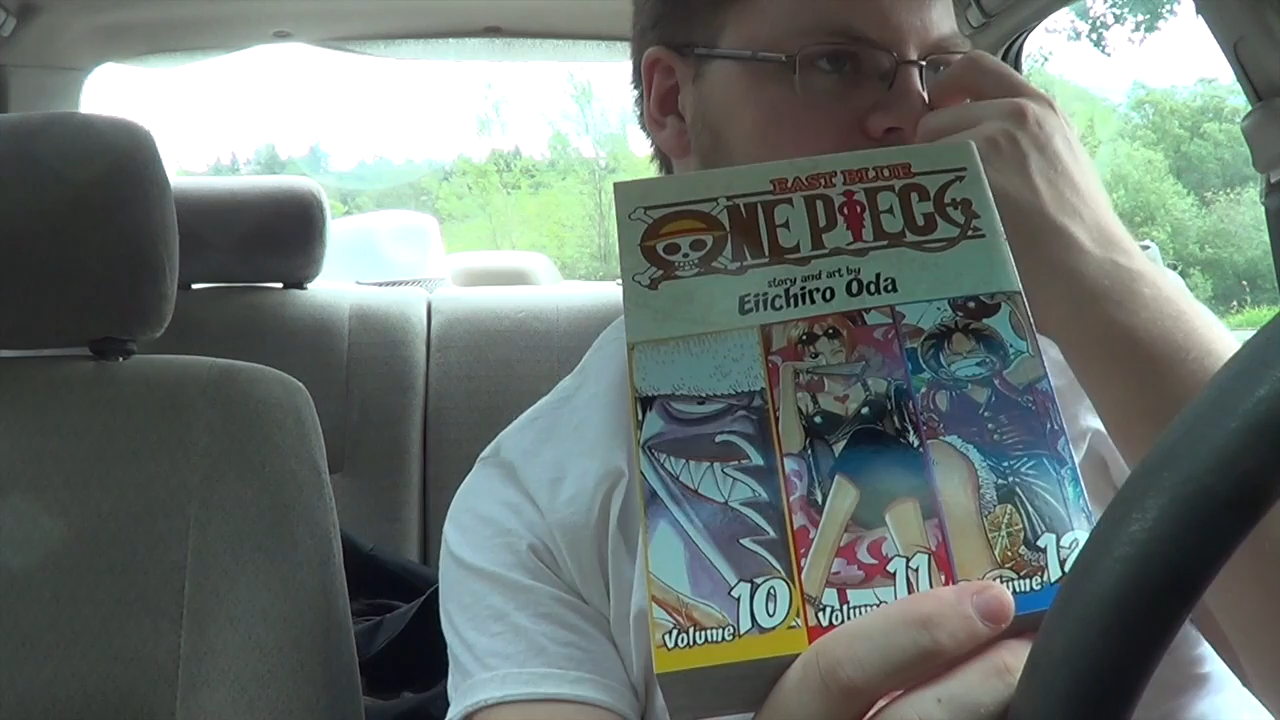 EAST BLUE
ONE PIECE
story and art by
Eiichiro Oda
Volume 10
Volume 11
Volume 12